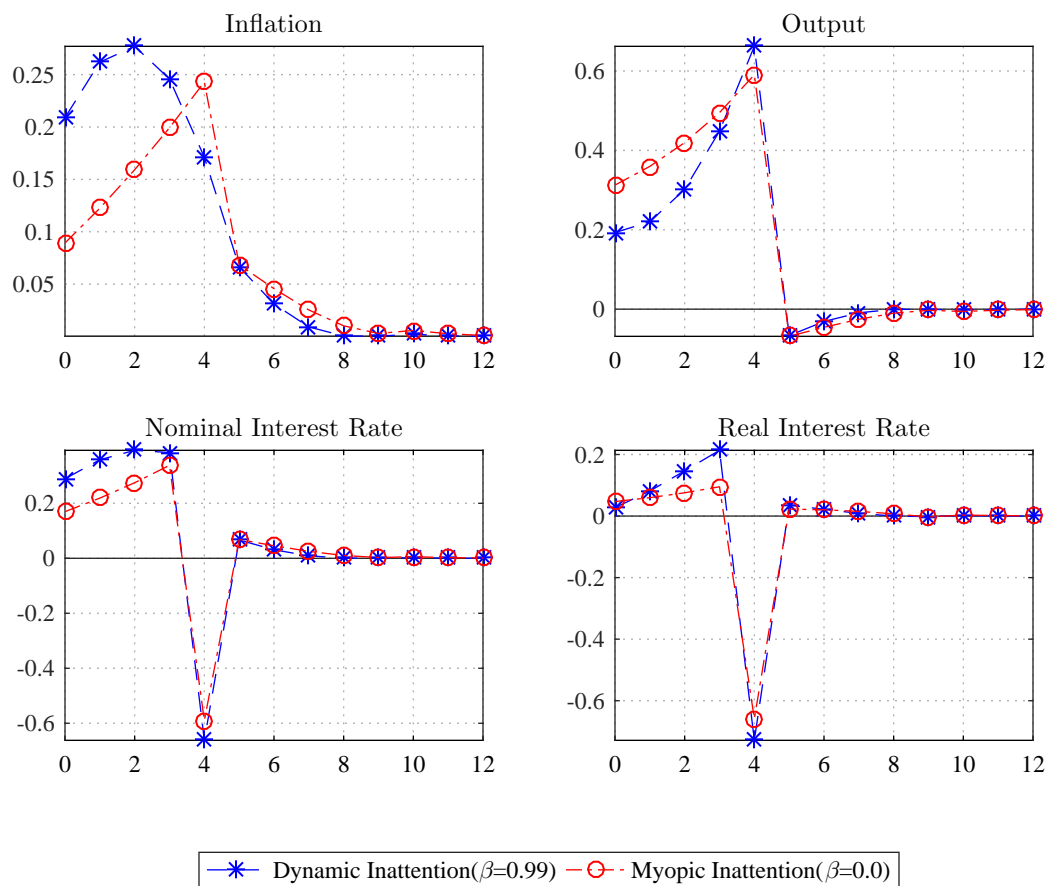 Inflation
Output
0.25
0.2
0.15
0.1
0.05
0 2 4 6 8 10 12
0.6
0.4
0.2
0
0 2 4 6 8 10 12
Nominal Interest Rate
Real Interest Rate
0.2
0
-0.2
-0.4
-0.6
0 2 4 6 8 10 12
0.2
0
-0.2
-0.4
-0.6
0 2 4 6 8 10 12
Dynamic Inattention(β=0.99) Myopic Inattention(β=0.0)